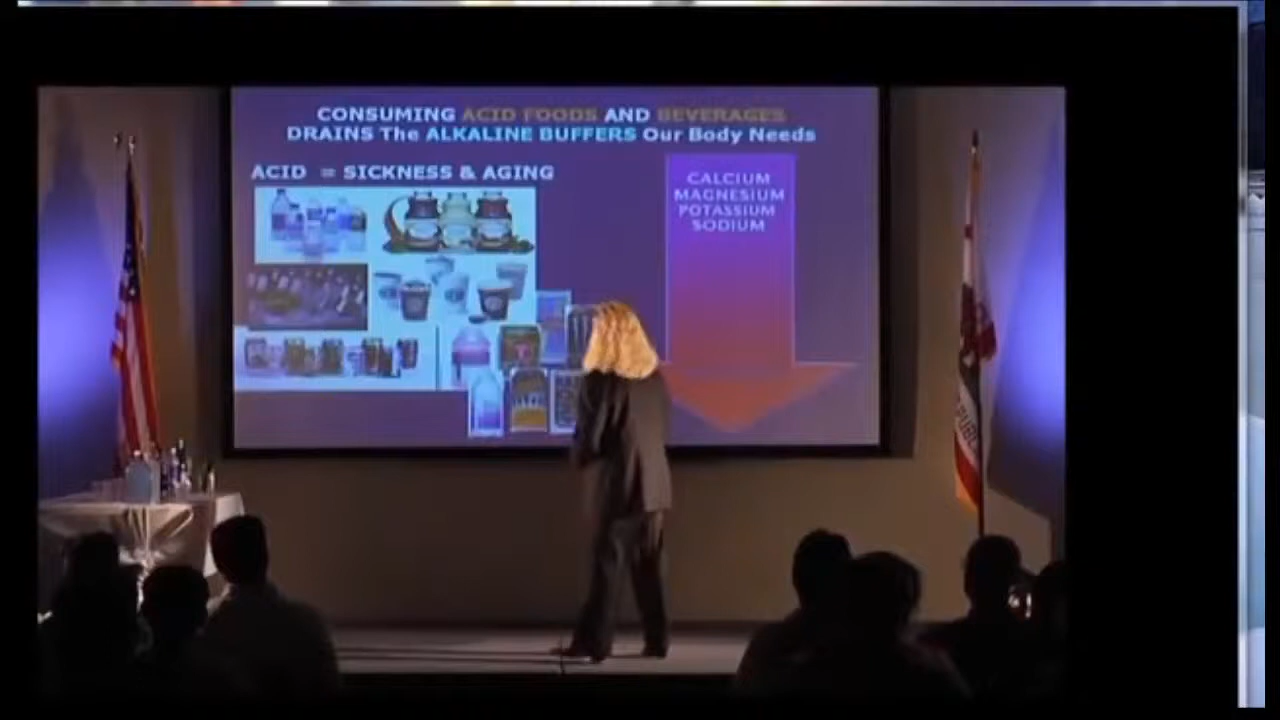 CONSUMING ACID FOODS AND BEVERAGES
DRAINS The ALKALINE BUFFERS Our Body Needs
ACID = SICKNESS & AGING
CALCIUM
MAGNESIUM
POTASSIUM
SODIUM